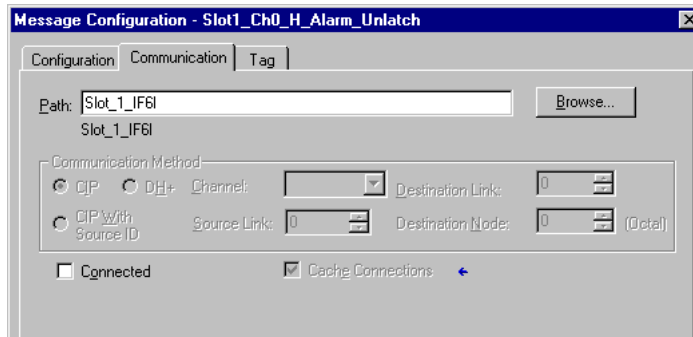 Message Configuration - Slot1_Ch0_H_Alarm_Unlatch
Configuration Communication Tag
Path: Slot_1_IF6I Browse...
Slot_1_IF6I
Communication Method
CIP DH+ Channel: Destination Link: 0
CIP With Source ID Source Link: 0 Destination Node: 0 (Octal)
Connected Cache Connections